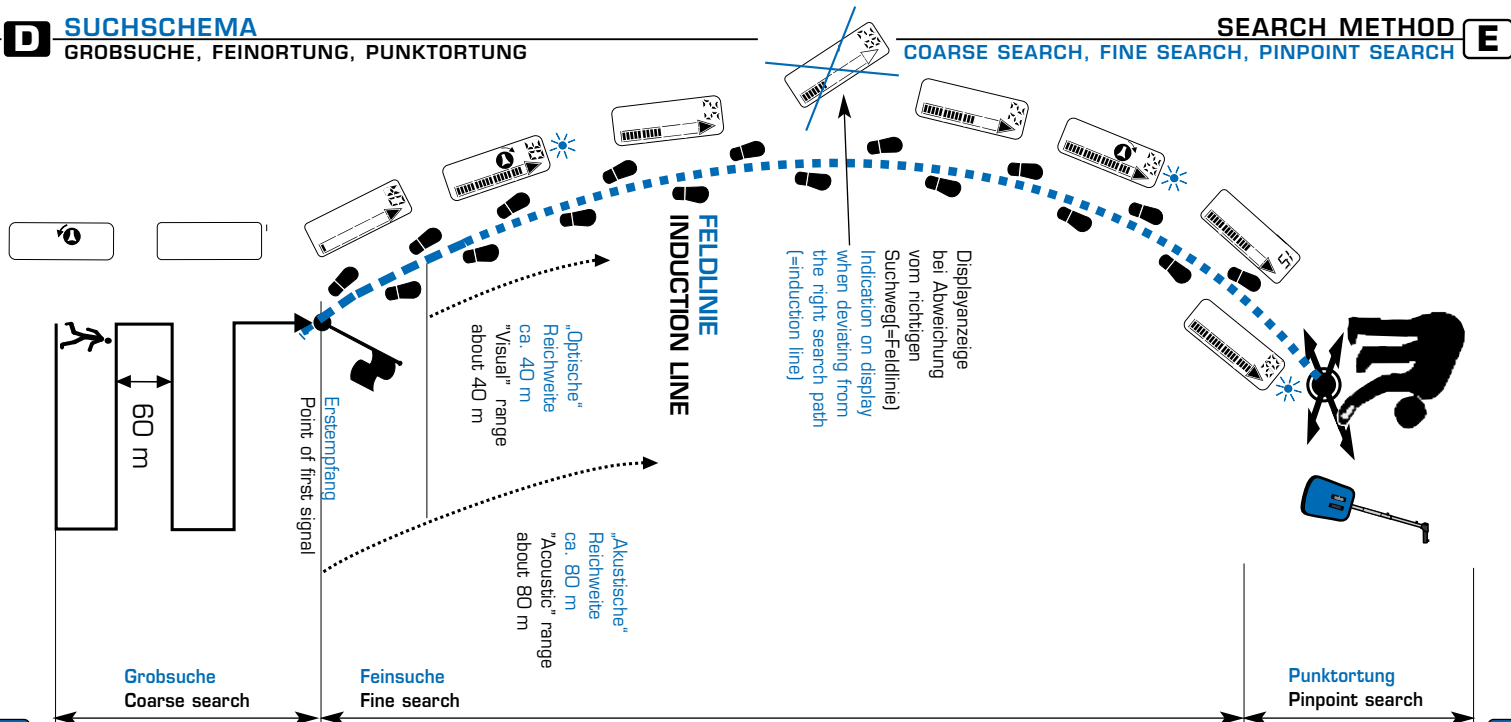 D
SUCHSCHEMA
GROBSUCHE, FEINORTUNG, PUNKTORTUNG
SEARCH METHOD
COARSE SEARCH, FINE SEARCH, PINPOINT SEARCH
E
40
15
FELDLINIE
INDUCTION LINE
Displayanzeige
bei Abweichung
vom richtigen
Suchweg(=Feldlinie)
Indication on display
when deviating from
the right search path
(=induction line)
„Optische“
Reichweite
ca. 40 m
"Visual" range
about 40 m
60 m
Erstempfang
Point of first signal
„Akustische“
Reichweite
ca. 80 m
"Acoustic" range
about 80 m
Grobsuche
Coarse search
Feinsuche
Fine search
Punktortung
Pinpoint search